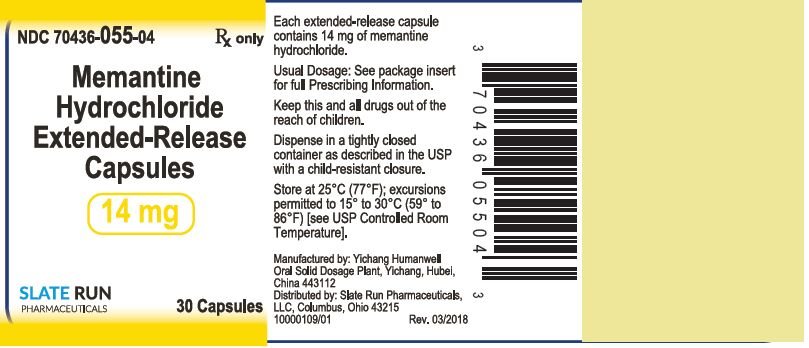 NDC 70436-055-04 Rx only
Memantine
Hydrochloride
Extended-Release
Capsules
14 mg
SLATE RUN
PHARMACEUTICALS
30 Capsules
Each extended-release capsule
contains 14 mg of memantine
hydrochloride.
Usual Dosage: See package insert
for full Prescribing Information.
Keep this and all drugs out of the
reach of children.
Dispense in a tightly closed
container as described in the USP
with a child-resistant closure.
Store at 25°C (77°F); excursions
permitted to 15° to 30°C (59° to
86°F) [see USP Controlled Room
Temperature].
Manufactured by: Yichang Humanwell
Oral Solid Dosage Plant, Yichang, Hubei,
China 443112
Distributed by: Slate Run Pharmaceuticals,
LLC, Columbus, Ohio 43215
10000109/01 Rev. 03/2018
3 70436 05504 3